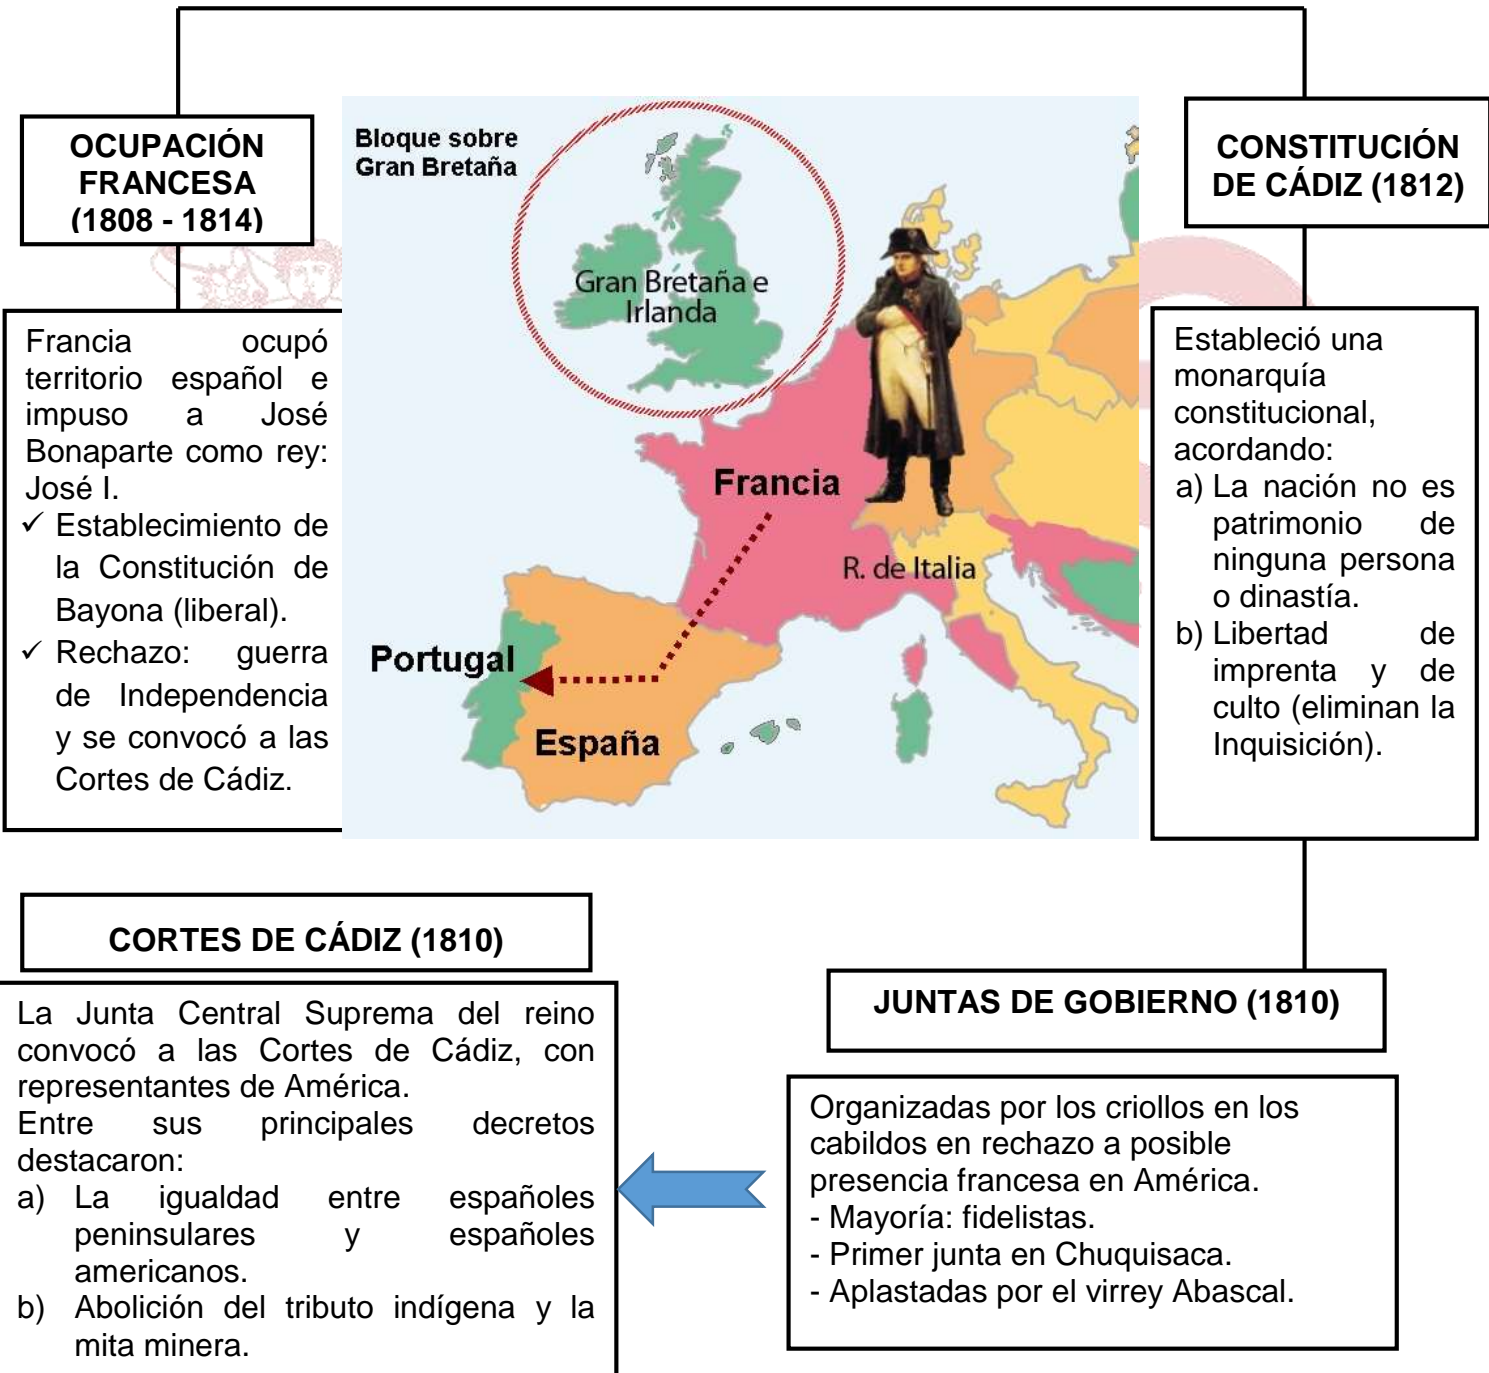 OCUPACIÓN
FRANCESA
(1808 - 1814)
Francia ocupó
territorio español e
impuso a José
Bonaparte como rey:
José I.
✓ Establecimiento de
la Constitución de
Bayona (liberal).
✓ Rechazo: guerra
de Independencia
y se convocó a las
Cortes de Cádiz.
Bloque sobre
Gran Bretaña
Gran Bretaña e
Irlanda
Francia
R. de Italia
Portugal
España
CONSTITUCIÓN
DE CÁDIZ (1812)
Estableció una
monarquía
constitucional,
acordando:
a) La nación no es
patrimonio de
ninguna persona
o dinastía.
b) Libertad de
imprenta y de
culto (eliminan la
Inquisición).
CORTES DE CÁDIZ (1810)
La Junta Central Suprema del reino
convocó a las Cortes de Cádiz, con
representantes de América.
Entre sus principales decretos
destacaron:
a) La igualdad entre españoles
peninsulares y españoles
americanos.
b) Abolición del tributo indígena y la
mita minera.
JUNTAS DE GOBIERNO (1810)
Organizadas por los criollos en los
cabildos en rechazo a posible
presencia francesa en América.
- Mayoría: fidelistas.
- Primer junta en Chuquisaca.
- Aplastadas por el virrey Abascal.